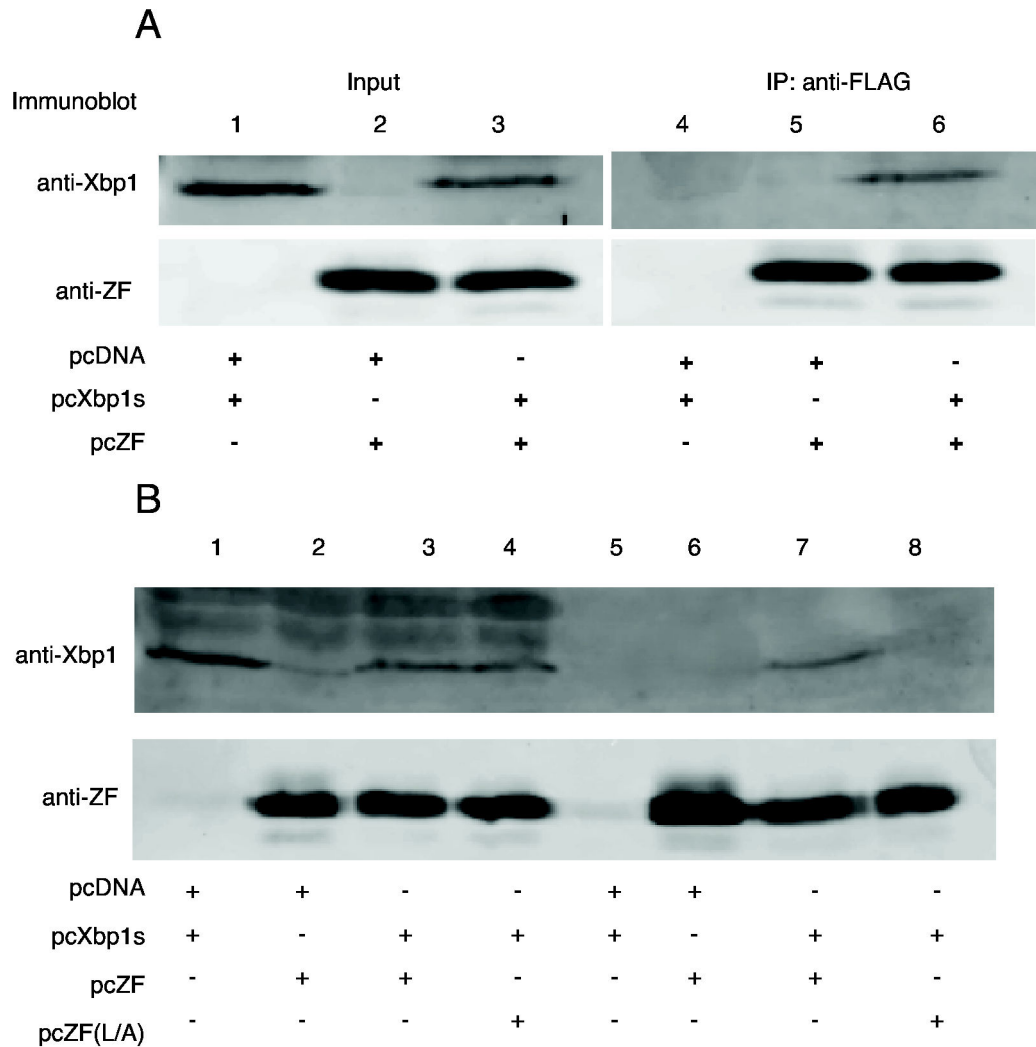 A
Immunoblot Input IP: anti-FLAG
1 2 3 4 5 6
anti-Xbp1
anti-ZF
pcDNA + + - + + -
pcXbp1s + - + + - +
pcZF - + + - + +
B
1 2 3 4 5 6 7 8
anti-Xbp1
anti-ZF
pcDNA + + - - + + - -
pcXbp1s + - + + + - + +
pcZF - + + - - + + -
pcZF(L/A) - - - + - - - +